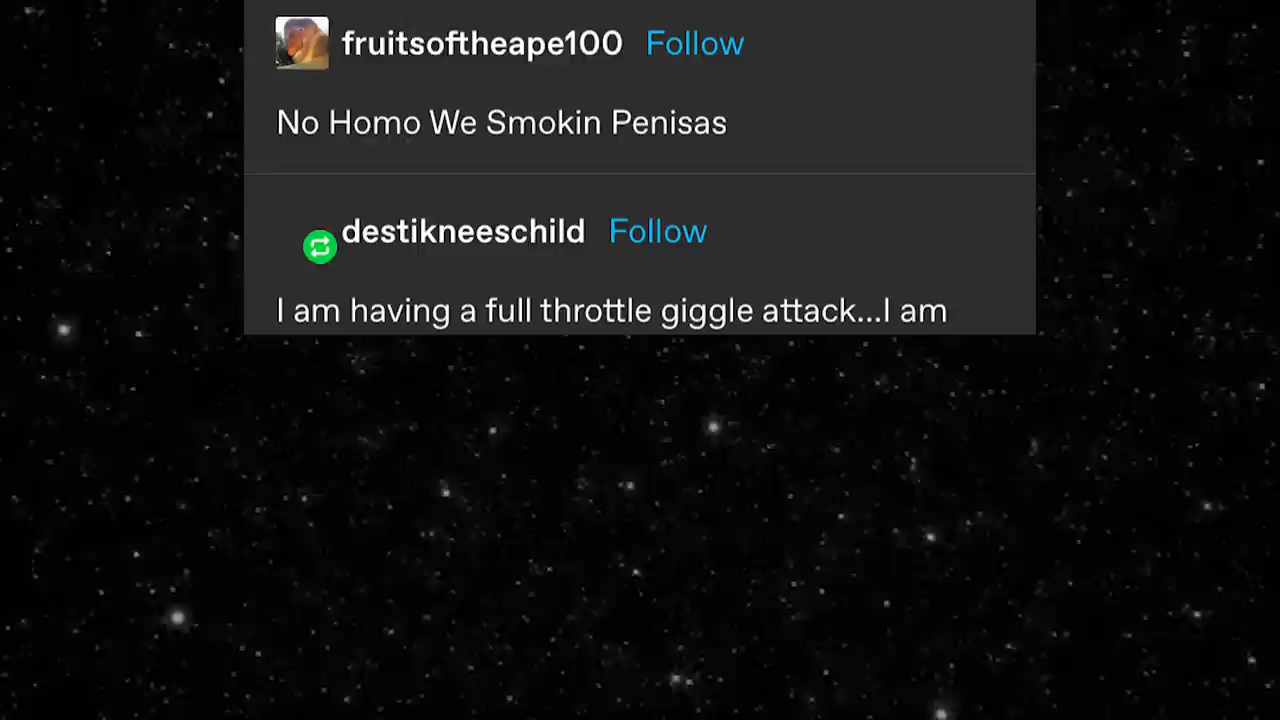 fruitsoftheape100 Follow
No Homo We Smokin Penisas
destikneeschild Follow
I am having a full throttle giggle attack...I am